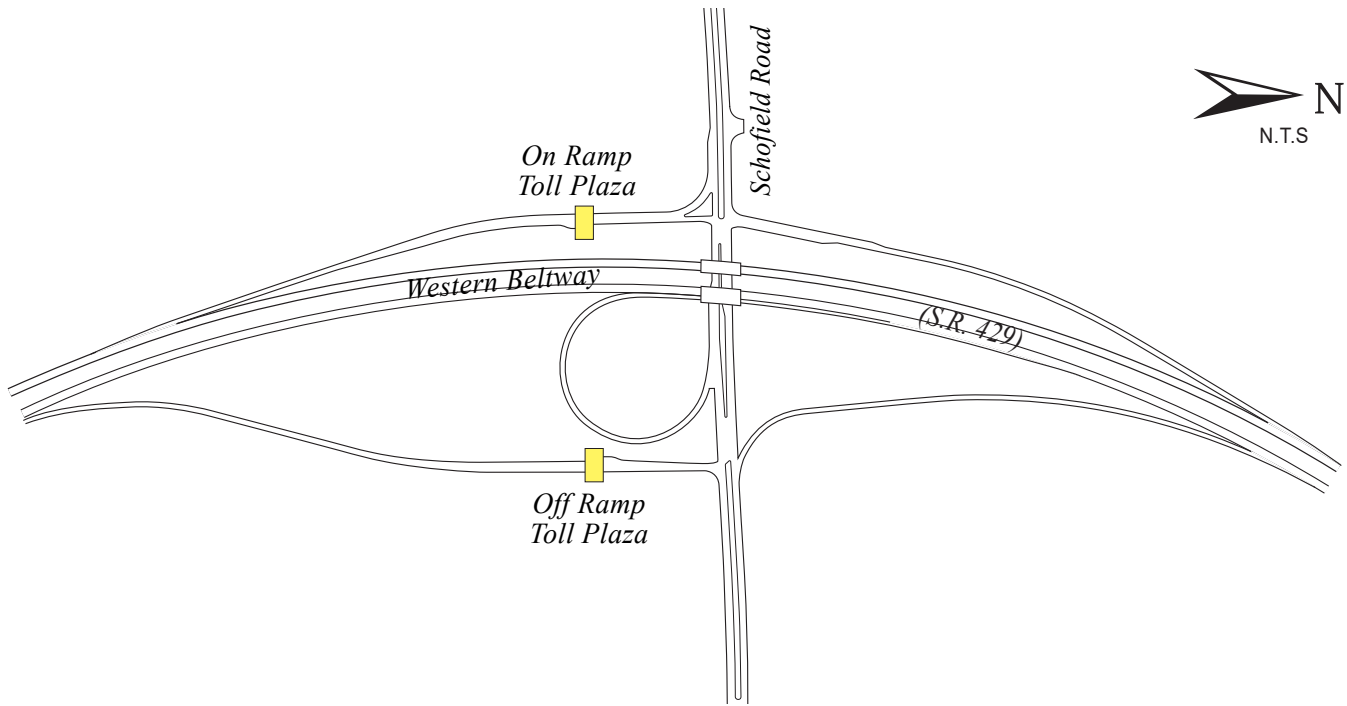 Schofield Road
N
N.T.S
On Ramp
Toll Plaza
Western Beltway
(S.R. 429)
Off Ramp
Toll Plaza